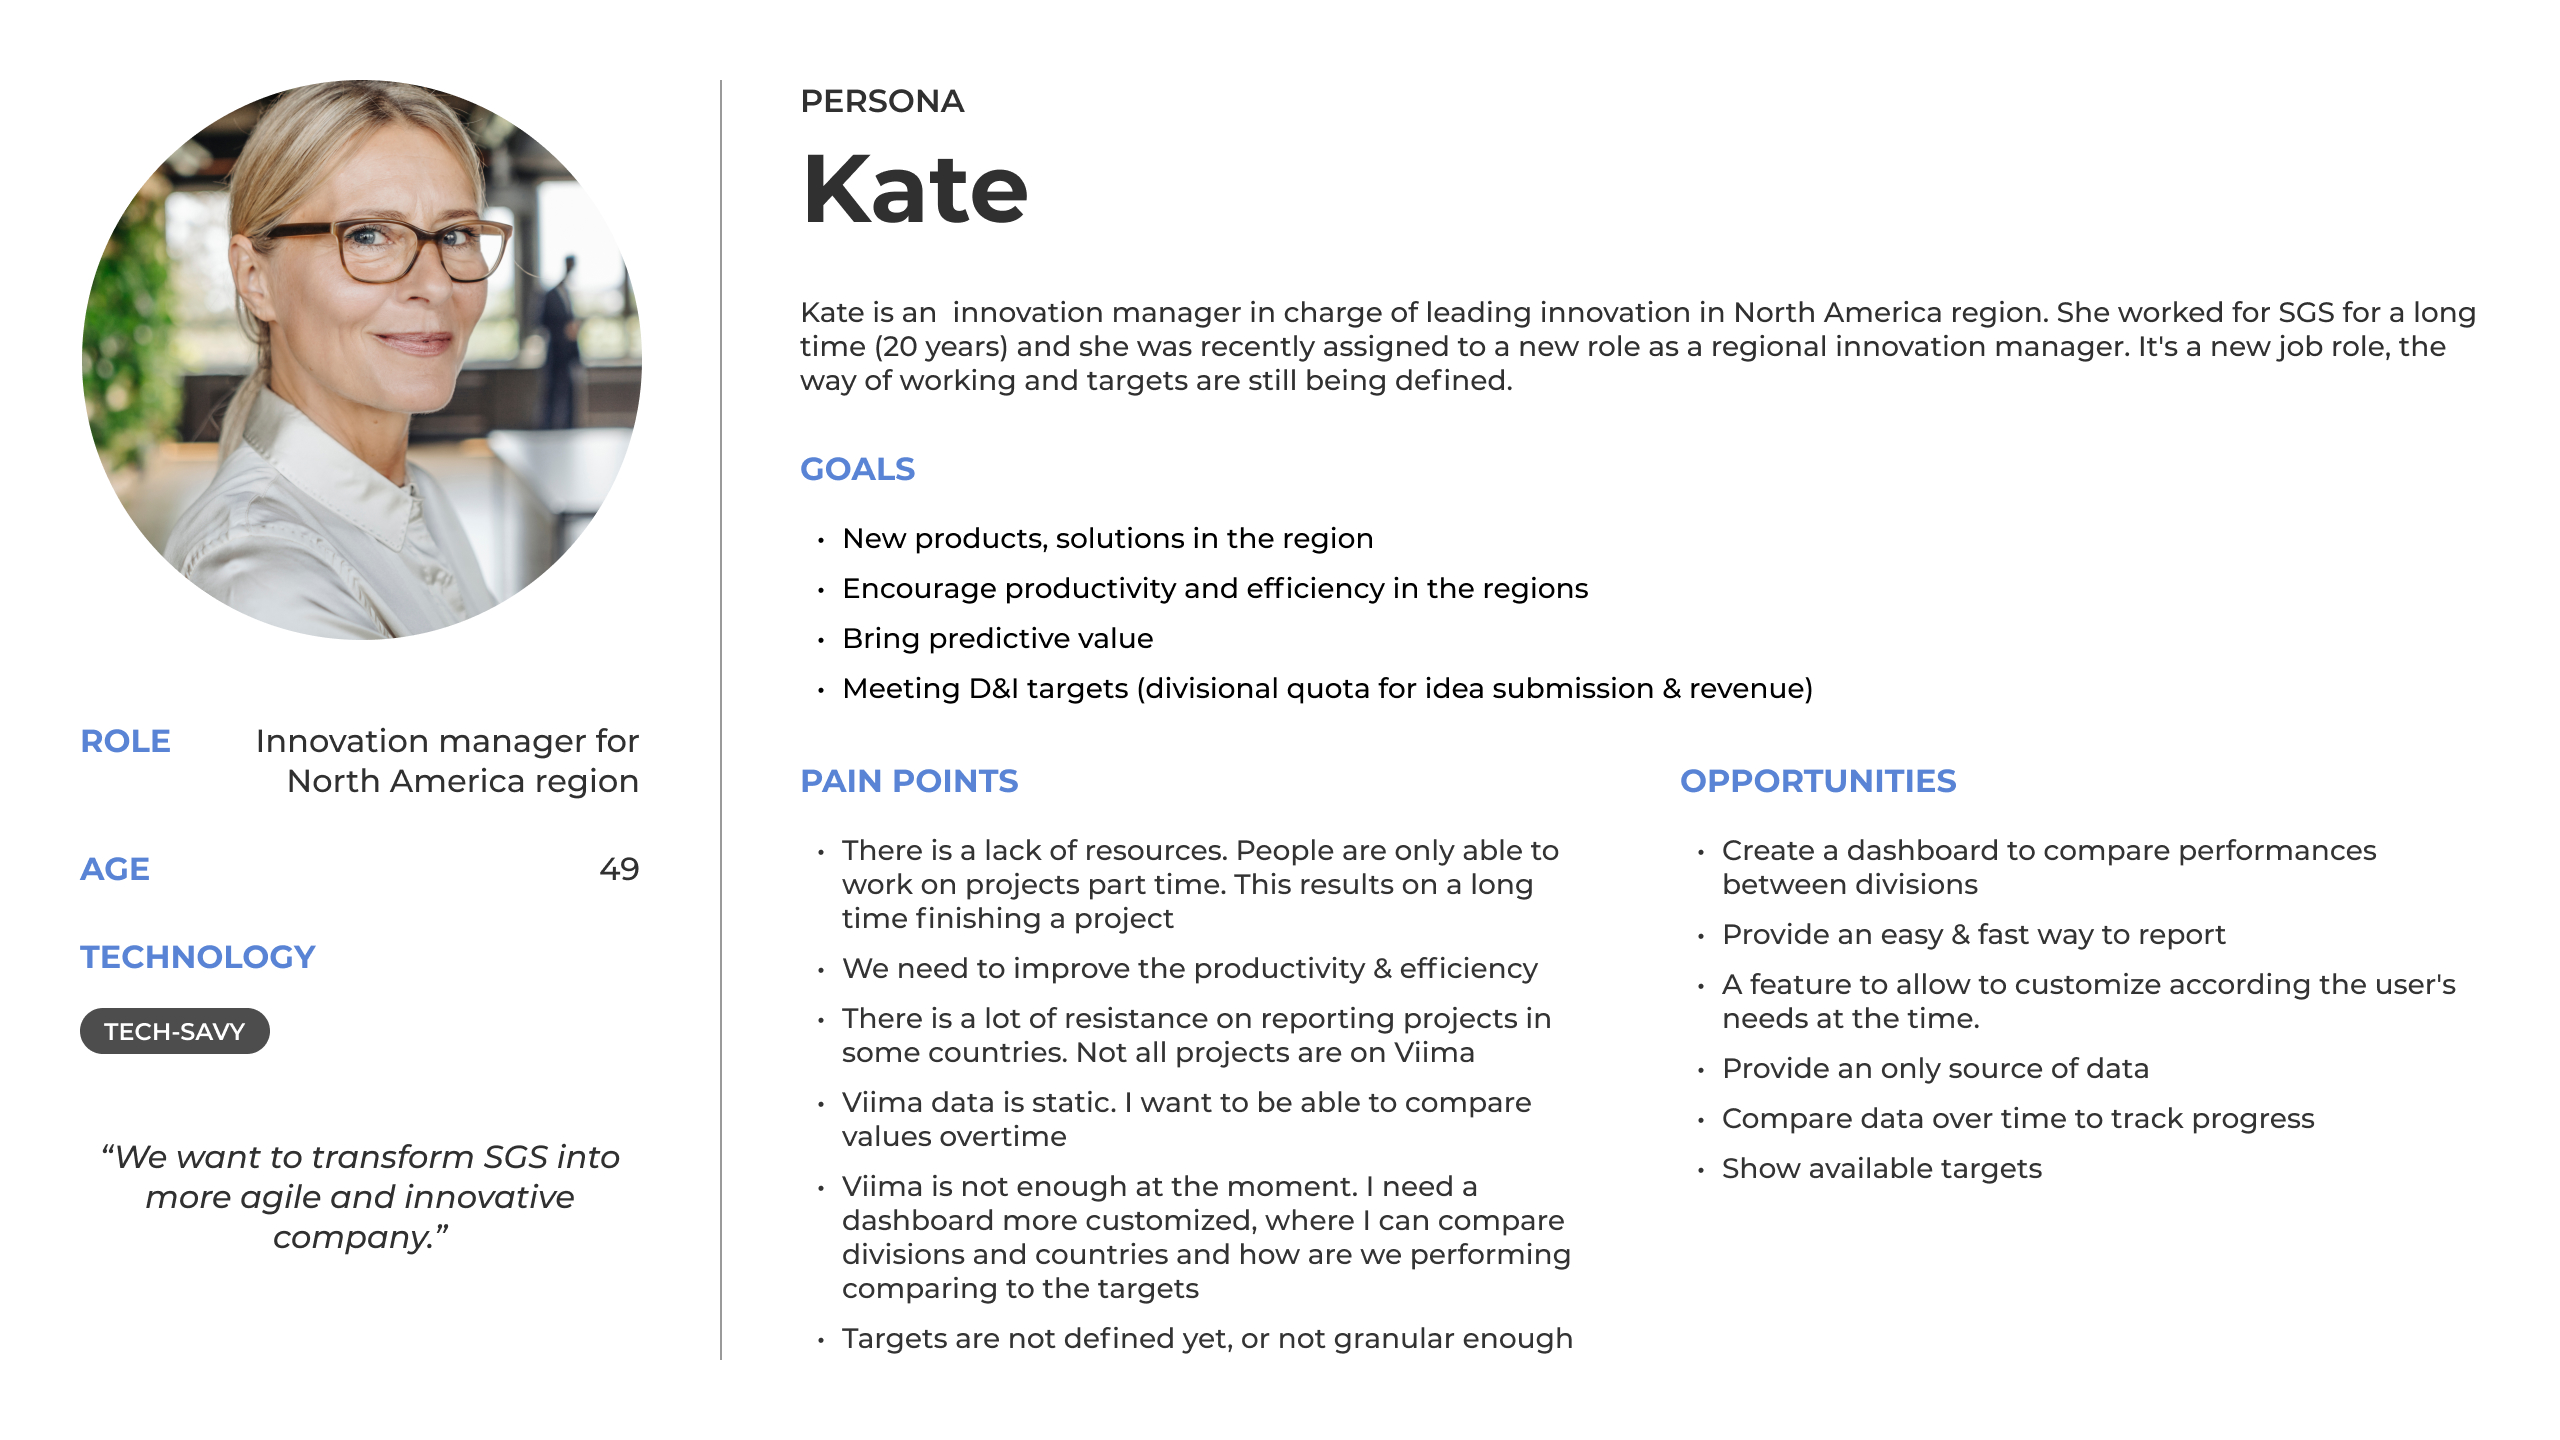 PERSONA
Kate
Kate is an  innovation manager in charge of leading innovation in North America region. She worked for SGS for a long
time (20 years) and she was recently assigned to a new role as a regional innovation manager. It's a new job role, the
way of working and targets are still being defined.
GOALS
• New products, solutions in the region
• Encourage productivity and efficiency in the regions
• Bring predictive value
• Meeting D&I targets (divisional quota for idea submission & revenue)
ROLE Innovation manager for
North America region
AGE 49
TECHNOLOGY
TECH-SAVY
“We want to transform SGS into
more agile and innovative
company.”
PAIN POINTS
• There is a lack of resources. People are only able to
work on projects part time. This results on a long
time finishing a project
• We need to improve the productivity & efficiency
• There is a lot of resistance on reporting projects in
some countries. Not all projects are on Viima
• Viima data is static. I want to be able to compare
values overtime
• Viima is not enough at the moment. I need a
dashboard more customized, where I can compare
divisions and countries and how are we performing
comparing to the targets
• Targets are not defined yet, or not granular enough
OPPORTUNITIES
• Create a dashboard to compare performances
between divisions
• Provide an easy & fast way to report
• A feature to allow to customize according the user's
needs at the time.
• Provide an only source of data
• Compare data over time to track progress
• Show available targets